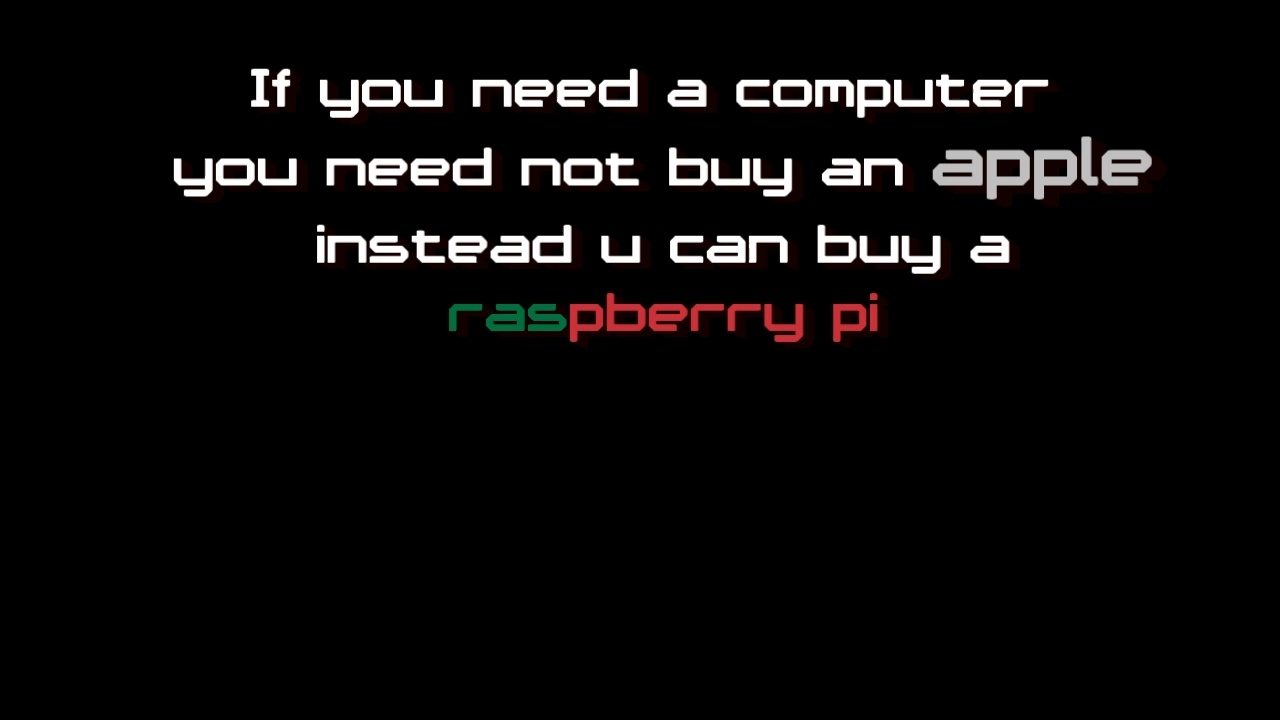 If you need a computer
you need not buy an apple
instead u can buy a
raspberry pi